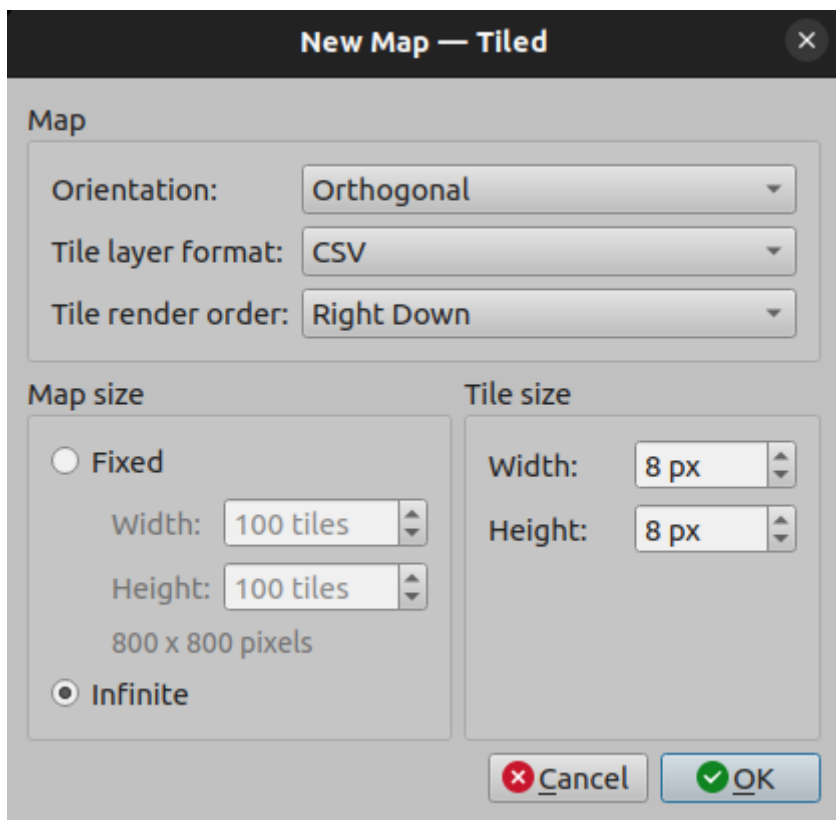 New Map — Tiled
Map
Orientation: Orthogonal
Tile layer format: CSV
Tile render order: Right Down
Map size
Fixed
Width: 100 tiles
Height: 100 tiles
800 x 800 pixels
Infinite
Tile size
Width: 8 px
Height: 8 px
Cancel OK